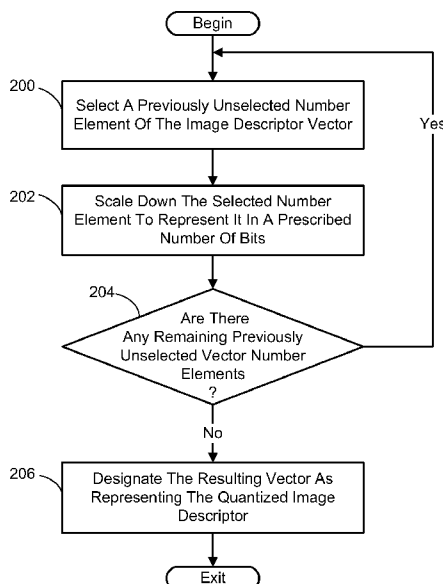 Begin
200
Select A Previously Unselected Number
Element Of The Image Descriptor Vector
Yes
202
Scale Down The Selected Number
Element To Represent It In A Prescribed
Number Of Bits
204
Are There
Any Remaining Previously
Unselected Vector Number
Elements
?
No
206
Designate The Resulting Vector As
Representing The Quantized Image
Descriptor
Exit